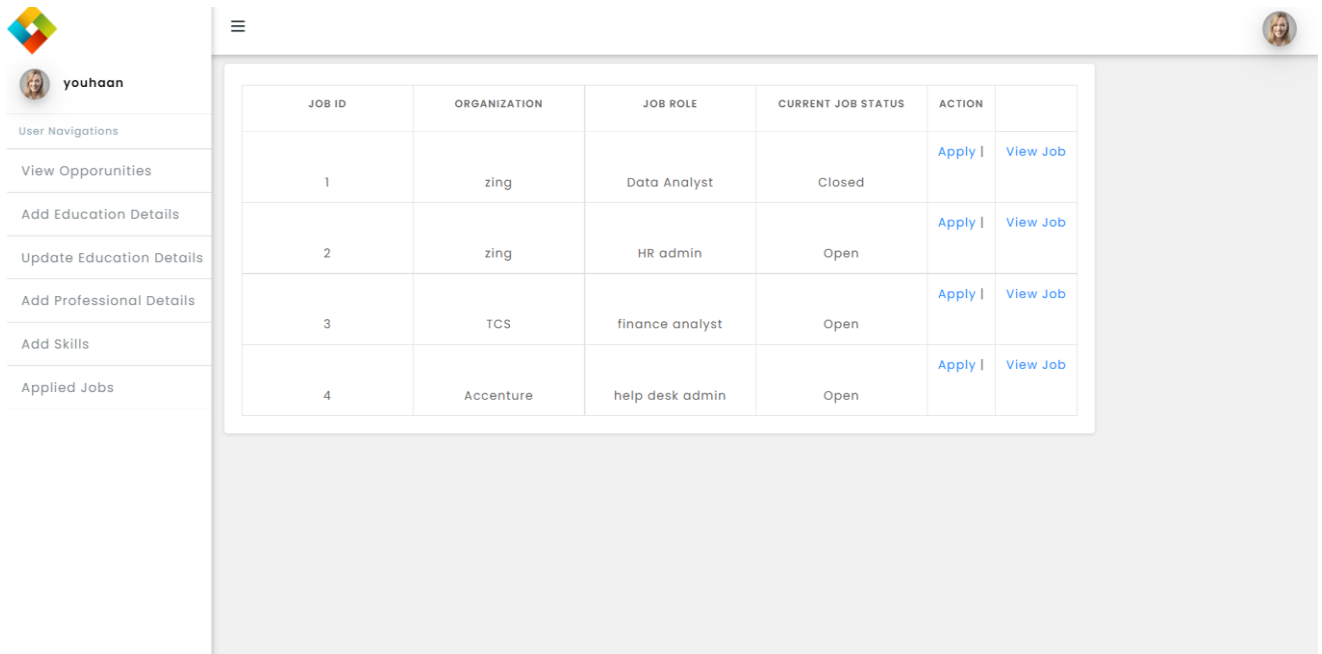 youhaan
User Navigations
View Opporunities
Add Education Details
Update Education Details
Add Professional Details
Add Skills
Applied Jobs
JOB ID ORGANIZATION JOB ROLE CURRENT JOB STATUS ACTION
1 zing Data Analyst Closed Apply | View Job
2 zing HR admin Open Apply | View Job
3 TCS finance analyst Open Apply | View Job
4 Accenture help desk admin Open Apply | View Job